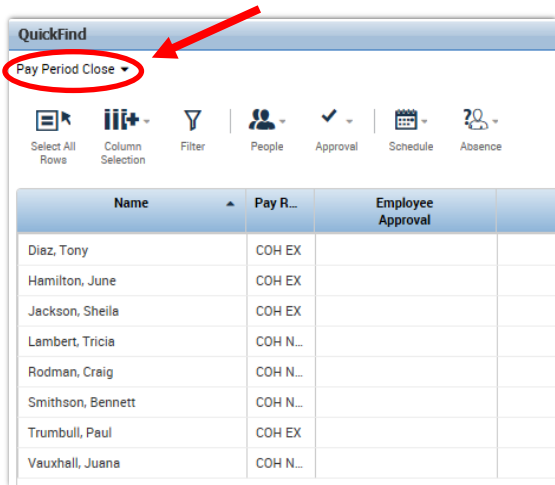 QuickFind
Pay Period Close
Select All Rows
Column Selection
Filter
People
Approval
Schedule
Absence
Name Pay R... Employee Approval
Diaz, Tony COH EX
Hamilton, June COH EX
Jackson, Sheila COH EX
Lambert, Tricia COH N...
Rodman, Craig COH N...
Smithson, Bennett COH N...
Trumbull, Paul COH EX
Vauxhall, Juana COH N...